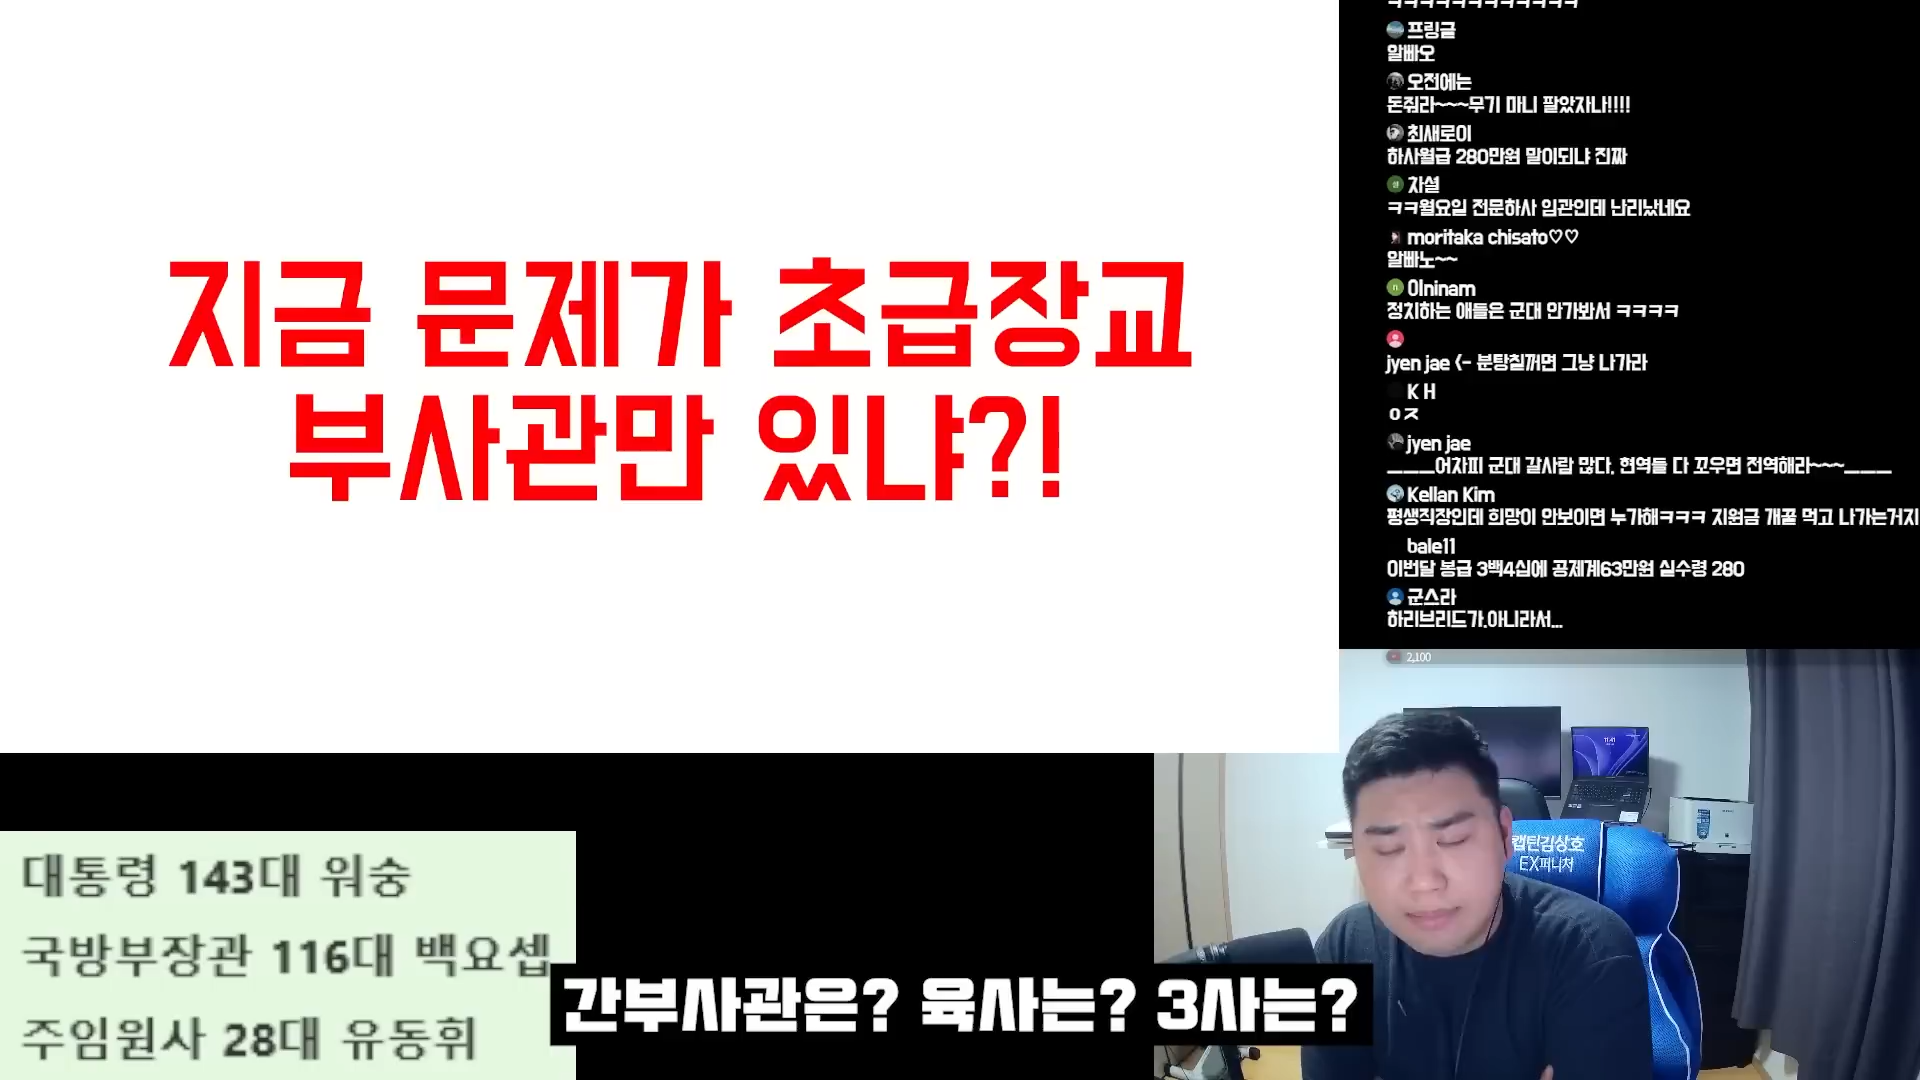 지금 문제가 초급장교
부사관만 있냐?!
프링글
알빠오
오전에는
돈줘라~~~무기 마니 팔았자나!!!!
최새로이
하사월급 280만원 말이되냐 진짜
차설
ㅋㅋ월요일 전문하사 임관인데 난리났네요
moritaka chisato♡♡
알빠노~~
Olninam
정치하는 애들은 군대 안가봐서 ㅋㅋㅋㅋ
jyen jae <- 분탕칠꺼면 그냥 나가라
K H
ㅇㅈ
jyen jae
ㅡㅡㅡ어차피 군대 갈사람 많다. 현역들 다 꼬우면 전역해라~~~ㅡㅡㅡ
Kellan Kim
평생직장인데 희망이 안보이면 누가해ㅋㅋㅋ 지원금 개꿀 먹고 나가는거지
bale11
이번달 봉급 3백4십에 공제계63만원 실수령 280
군스라
하리브리드가.아니라서...
2,100
11:41
캡틴김상호
EX퍼니처
대통령 143대 워숭
국방부장관 116대 백요셉
주임원사 28대 유동휘
간부사관은? 육사는? 3사는?